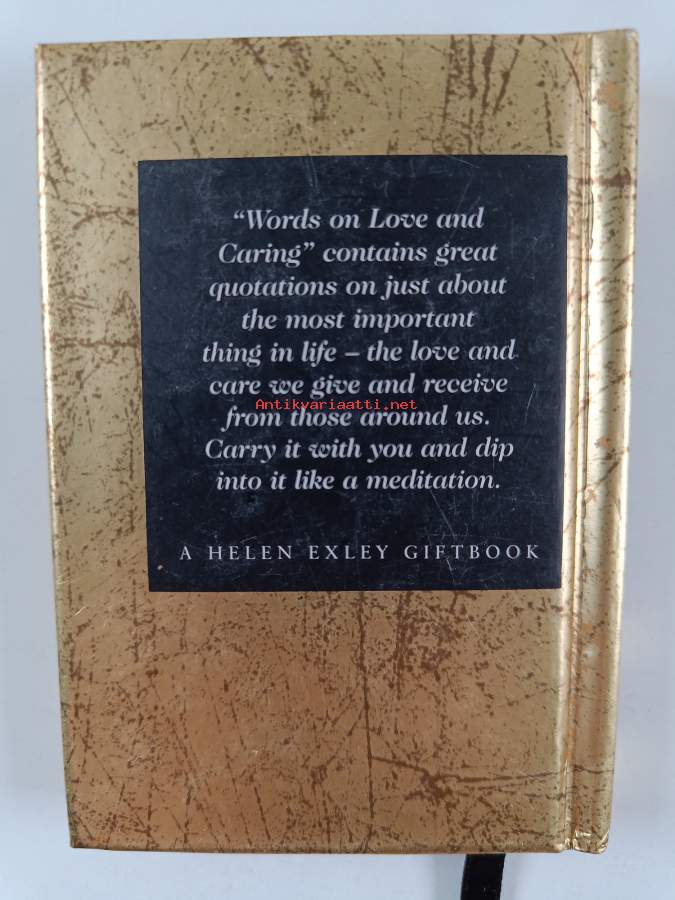 “Words on Love and
Caring” contains great
quotations on just about
the most important
thing in life – the love and
care we give and receive
Antikvariaatti.net
from those around us.
Carry it with you and dip
into it like a meditation.
A HELEN EXLEY GIFTBOOK